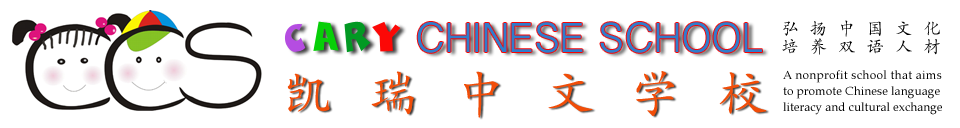 CCS
CARY CHINESE SCHOOL
凯瑞中文学校
弘扬中国文化
培养双语人材
A nonprofit school that aims
to promote Chinese language
literacy and cultural exchange